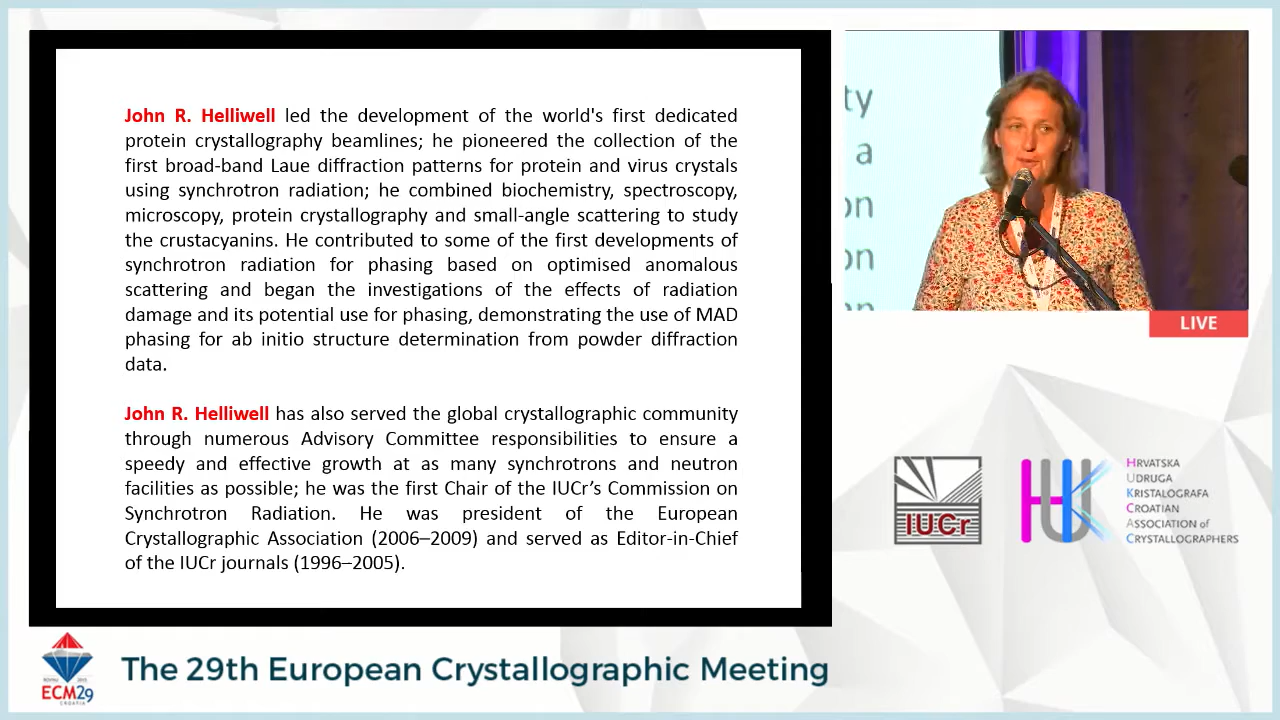 John R. Helliwell led the development of the world's first dedicated
protein crystallography beamlines; he pioneered the collection of the
first broad-band Laue diffraction patterns for protein and virus crystals
using synchrotron radiation; he combined biochemistry, spectroscopy,
microscopy, protein crystallography and small-angle scattering to study
the crustacyanins. He contributed to some of the first developments of
synchrotron radiation for phasing based on optimised anomalous
scattering and began the investigations of the effects of radiation
damage and its potential use for phasing, demonstrating the use of MAD
phasing for ab initio structure determination from powder diffraction
data.
John R. Helliwell has also served the global crystallographic community
through numerous Advisory Committee responsibilities to ensure a
speedy and effective growth at as many synchrotrons and neutron
facilities as possible; he was the first Chair of the IUCr's Commission on
Synchrotron Radiation. He was president of the European
Crystallographic Association (2006–2009) and served as Editor-in-Chief
of the IUCr journals (1996–2005).
ty
a
on
on
LIVE
IUCr
HUK
HRVATSKA
UDRUGA
KRISTALOGRAFA
CROATIAN
ASSOCIATION of
CRYSTALLOGRAPHERS
ECM29
CROATIA
The 29th European Crystallographic Meeting